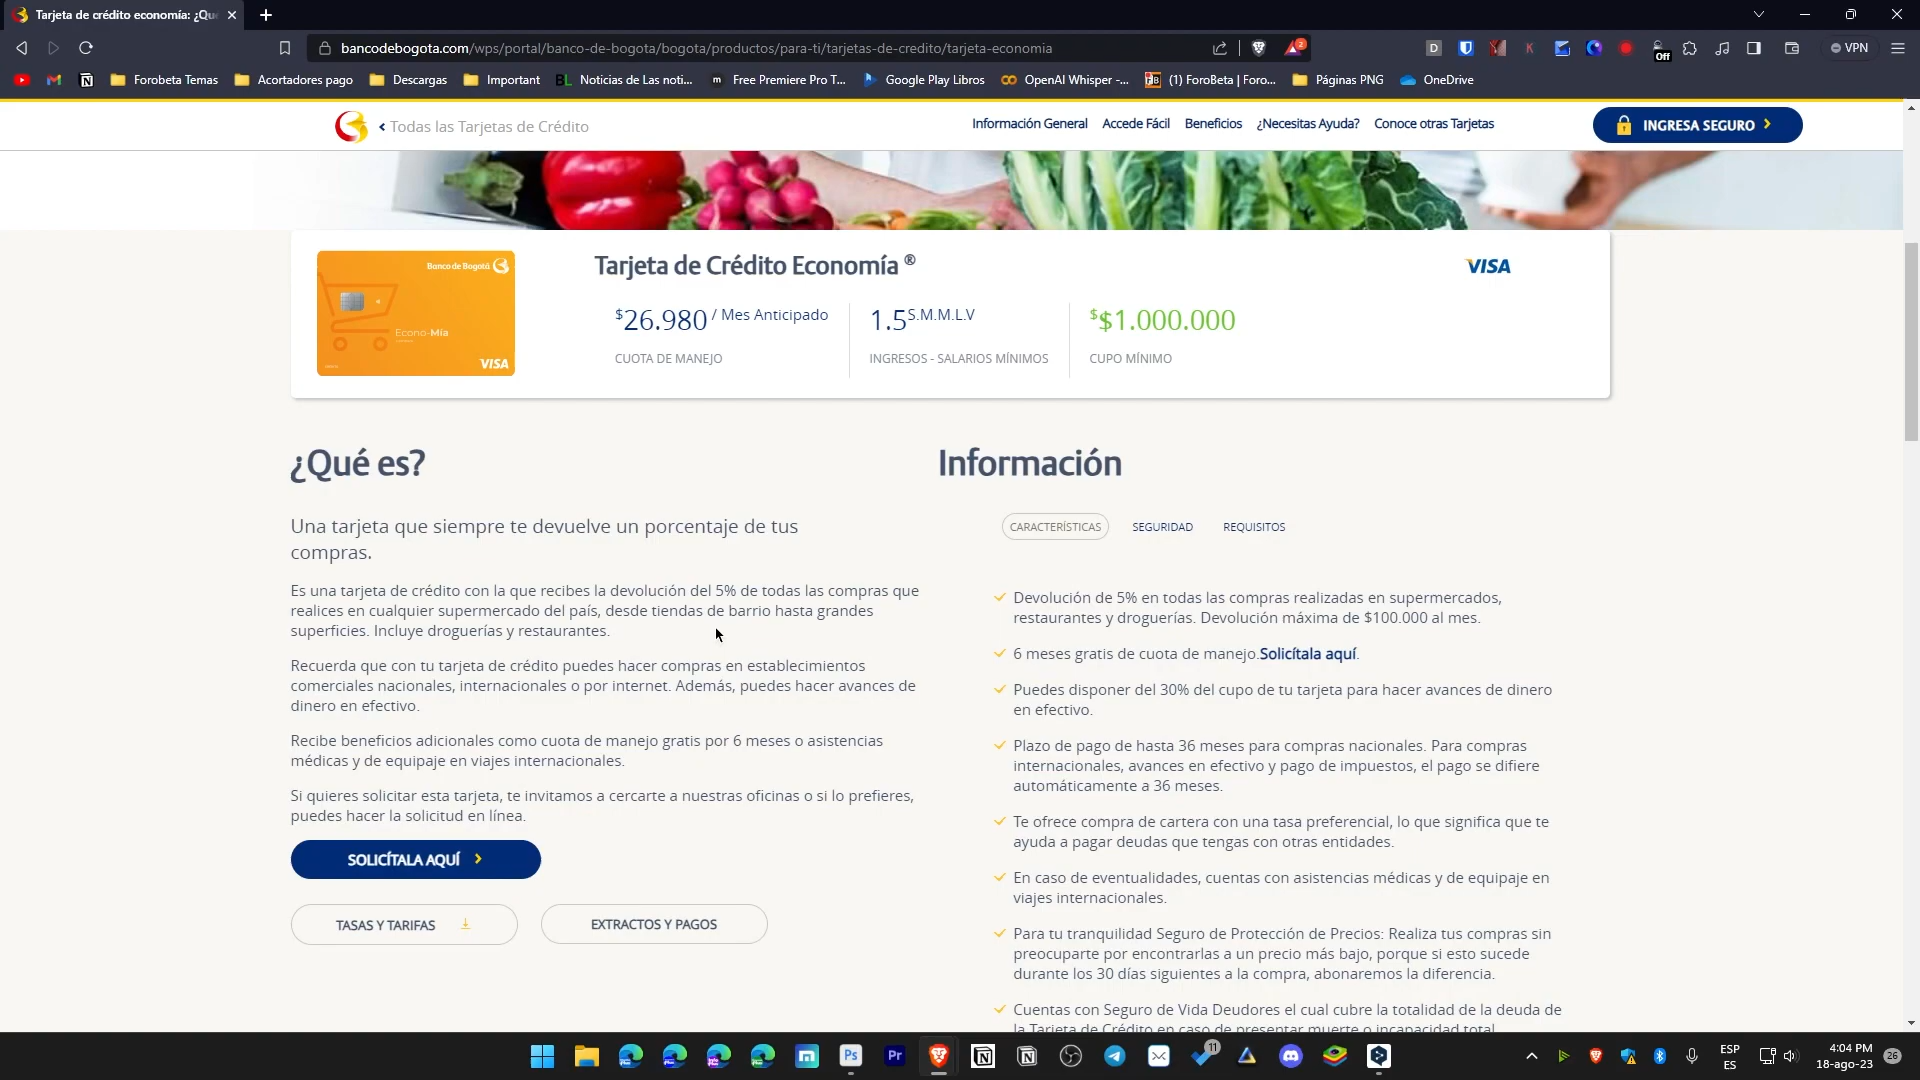 Tarjeta de crédito economía: ¿Qu
bancodebogota.com/wps/portal/banco-de-bogota/bogota/productos/para-ti/tarjetas-de-credito/tarjeta-economia
2
D
K
Off
VPN
Forobeta Temas
Acortadores pago
Descargas
Important
BL Noticias de Las noti...
m Free Premiere Pro T...
Google Play Libros
OpenAI Whisper -...
(1) ForoBeta | Foro...
Páginas PNG
OneDrive
Todas las Tarjetas de Crédito
Información General
Accede Fácil
Beneficios
¿Necesitas Ayuda?
Conoce otras Tarjetas
INGRESA SEGURO
Banco de Bogotá
Econo-Mía
VISA
Tarjeta de Crédito Economía ®
VISA
$26.980 / Mes Anticipado
CUOTA DE MANEJO
1.5 S.M.M.L.V
INGRESOS - SALARIOS MÍNIMOS
$$1.000.000
CUPO MÍNIMO
¿Qué es?
Una tarjeta que siempre te devuelve un porcentaje de tus
compras.
Es una tarjeta de crédito con la que recibes la devolución del 5% de todas las compras que
realices en cualquier supermercado del país, desde tiendas de barrio hasta grandes
superficies. Incluye droguerías y restaurantes.
Recuerda que con tu tarjeta de crédito puedes hacer compras en establecimientos
comerciales nacionales, internacionales o por internet. Además, puedes hacer avances de
dinero en efectivo.
Recibe beneficios adicionales como cuota de manejo gratis por 6 meses o asistencias
médicas y de equipaje en viajes internacionales.
Si quieres solicitar esta tarjeta, te invitamos a cercarte a nuestras oficinas o si lo prefieres,
puedes hacer la solicitud en línea.
SOLICÍTALA AQUÍ
TASAS Y TARIFAS
EXTRACTOS Y PAGOS
Información
CARACTERÍSTICAS
SEGURIDAD
REQUISITOS
Devolución de 5% en todas las compras realizadas en supermercados,
restaurantes y droguerías. Devolución máxima de $100.000 al mes.
6 meses gratis de cuota de manejo.Solicítala aquí.
Puedes disponer del 30% del cupo de tu tarjeta para hacer avances de dinero
en efectivo.
Plazo de pago de hasta 36 meses para compras nacionales. Para compras
internacionales, avances en efectivo y pago de impuestos, el pago se difiere
automáticamente a 36 meses.
Te ofrece compra de cartera con una tasa preferencial, lo que significa que te
ayuda a pagar deudas que tengas con otras entidades.
En caso de eventualidades, cuentas con asistencias médicas y de equipaje en
viajes internacionales.
Para tu tranquilidad Seguro de Protección de Precios: Realiza tus compras sin
preocuparte por encontrarlas a un precio más bajo, porque si esto sucede
durante los 30 días siguientes a la compra, abonaremos la diferencia.
Cuentas con Seguro de Vida Deudores el cual cubre la totalidad de la deuda de
la Tarjeta de Crédito en caso de presentar muerte o incapacidad total
Ps
Pr
11
ESP
ES
4:04 PM
18-ago-23
26